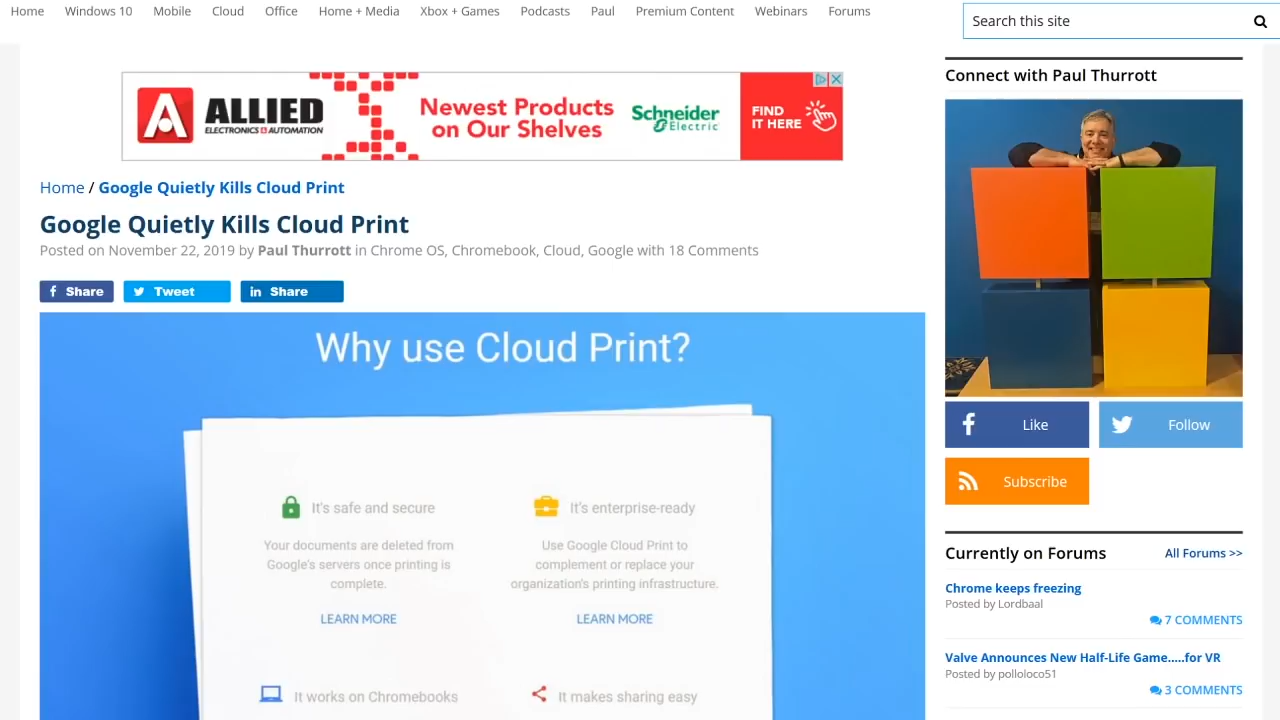 Home Windows 10 Mobile Cloud Office Home + Media Xbox + Games Podcasts Paul Premium Content Webinars Forums
Search this site
ALLIED
ELECTRONICS & AUTOMATION
Newest Products
on Our Shelves
Schneider
Electric
FIND
IT HERE
Home / Google Quietly Kills Cloud Print
Google Quietly Kills Cloud Print
Posted on November 22, 2019 by Paul Thurrott in Chrome OS, Chromebook, Cloud, Google with 18 Comments
Share Tweet Share
Why use Cloud Print?
It's safe and secure
Your documents are deleted from
Google's servers once printing is
complete.
LEARN MORE
It's enterprise-ready
Use Google Cloud Print to
complement or replace your
organization's printing infrastructure.
LEARN MORE
It works on Chromebooks
It makes sharing easy
Connect with Paul Thurrott
Like
Follow
Subscribe
Currently on Forums
All Forums >>
Chrome keeps freezing
Posted by Lordbaal
7 COMMENTS
Valve Announces New Half-Life Game.....for VR
Posted by polloloco51
3 COMMENTS